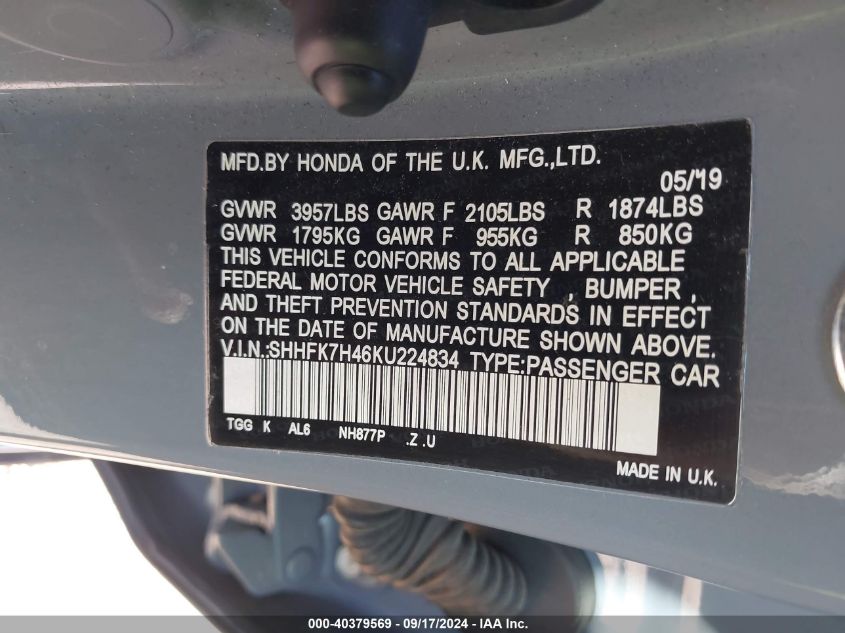 MFD.BY HONDA OF THE U.K. MFG.,LTD.
05/19
GVWR 3957LBS GAWR F 2105LBS R 1874LBS
GVWR 1795KG GAWR F 955KG R 850KG
THIS VEHICLE CONFORMS TO ALL APPLICABLE
FEDERAL MOTOR VEHICLE SAFETY , BUMPER ,
AND THEFT PREVENTION STANDARDS IN EFFECT
ON THE DATE OF MANUFACTURE SHOWN ABOVE.
V.I.N.:SHHFK7H46KU224834 TYPE:PASSENGER CAR
TGG K AL6 NH877P .Z .U
MADE IN U.K.
000-40379569 - 09/17/2024 - IAA Inc.